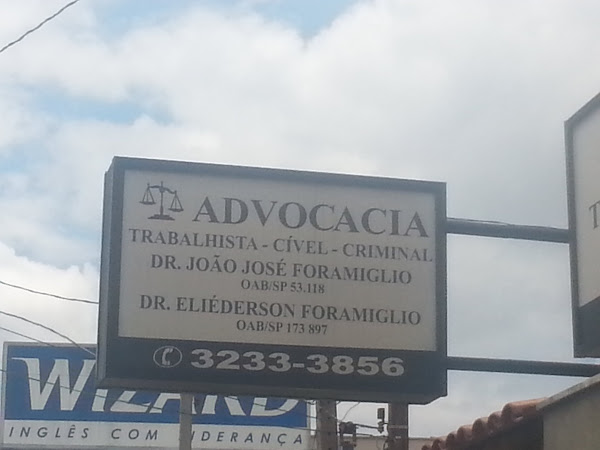 ADVOCACIA
TRABALHISTA - CÍVEL - CRIMINAL
DR. JOÃO JOSÉ FORAMIGLIO
OAB/SP 53.118
DR. ELIÉDERSON FORAMIGLIO
OAB/SP 173 897
3233-3856
WIZARD
INGLÊS COM LIDERANÇA
T